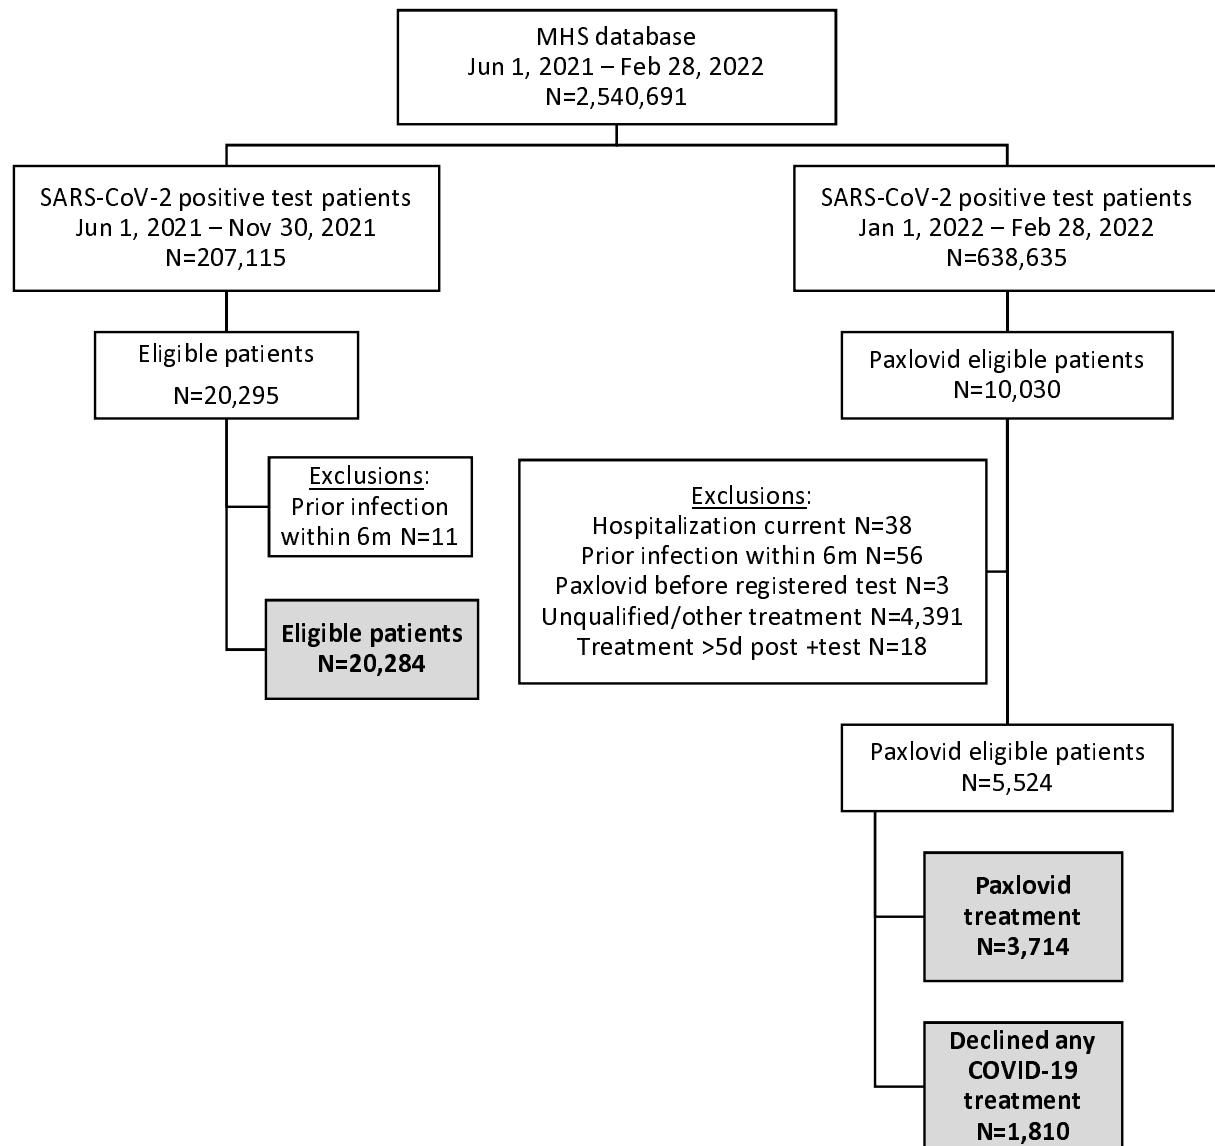 MHS database
Jun 1, 2021 – Feb 28, 2022
N=2,540,691
SARS-CoV-2 positive test patients
Jun 1, 2021 – Nov 30, 2021
N=207,115
SARS-CoV-2 positive test patients
Jan 1, 2022 – Feb 28, 2022
N=638,635
Eligible patients
N=20,295
Paxlovid eligible patients
N=10,030
Exclusions:
Prior infection
within 6m N=11
Exclusions:
Hospitalization current N=38
Prior infection within 6m N=56
Paxlovid before registered test N=3
Unqualified/other treatment N=4,391
Treatment >5d post +test N=18
Eligible patients
N=20,284
Paxlovid eligible patients
N=5,524
Paxlovid
treatment
N=3,714
Declined any
COVID-19
treatment
N=1,810